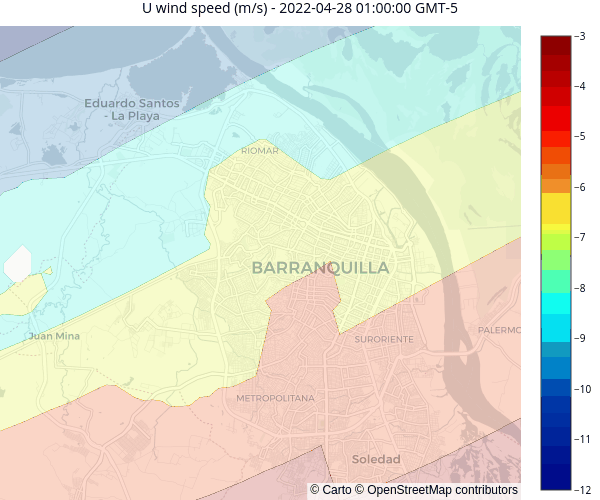 U wind speed (m/s) - 2022-04-28 01:00:00 GMT-5
Eduardo Santos
- La Playa
RIOMAR
BARRANQUILLA
Juan Mina
SURORIENTE
PALERMO
METROPOLITANA
Soledad
© Carto © OpenStreetMap contributors
−3
−4
−5
−6
−7
−8
−9
−10
−11
−12